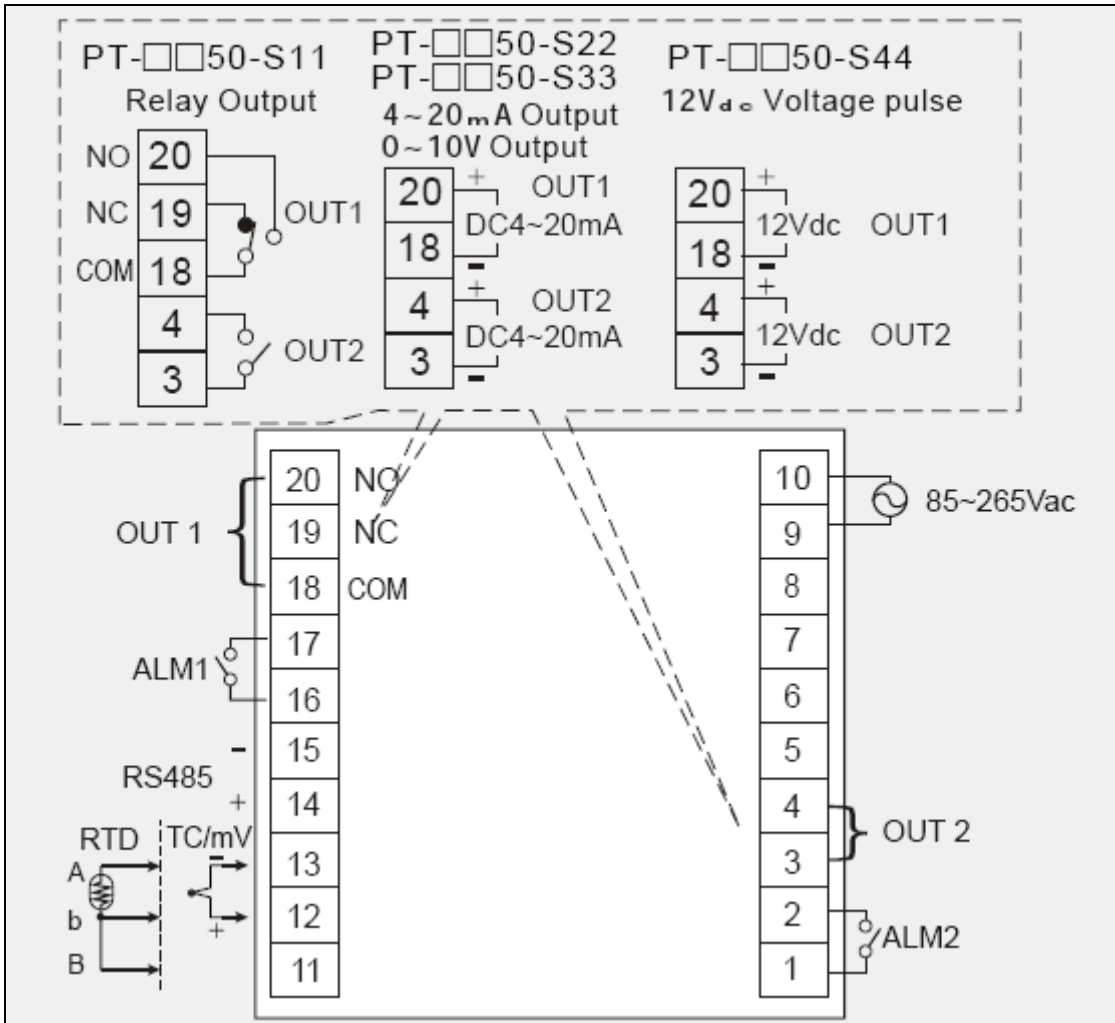 PT-□□50-S11
Relay Output
NO 20
NC 19 OUT1
COM 18
4
OUT2
3
PT-□□50-S22
PT-□□50-S33
4~20mA Output
0~10V Output
20 + OUT1
DC4~20mA
18 -
4 + OUT2
DC4~20mA
3 -
PT-□□50-S44
12Vdc Voltage pulse
20 +
12Vdc OUT1
18 -
4 +
12Vdc OUT2
3 -
OUT 1
20 NO
19 NC
18 COM
ALM1
17
16
RS485
- 15
+ 14
RTD
A
b
B
TC/mV
- 13
+ 12
11
10
9
85~265Vac
8
7
6
5
4
3
OUT 2
2
1
ALM2